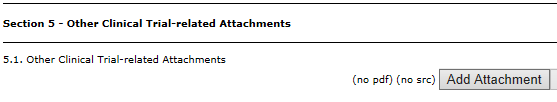 Section 5 - Other Clinical Trial-related Attachments
5.1. Other Clinical Trial-related Attachments
(no pdf) (no src) Add Attachment